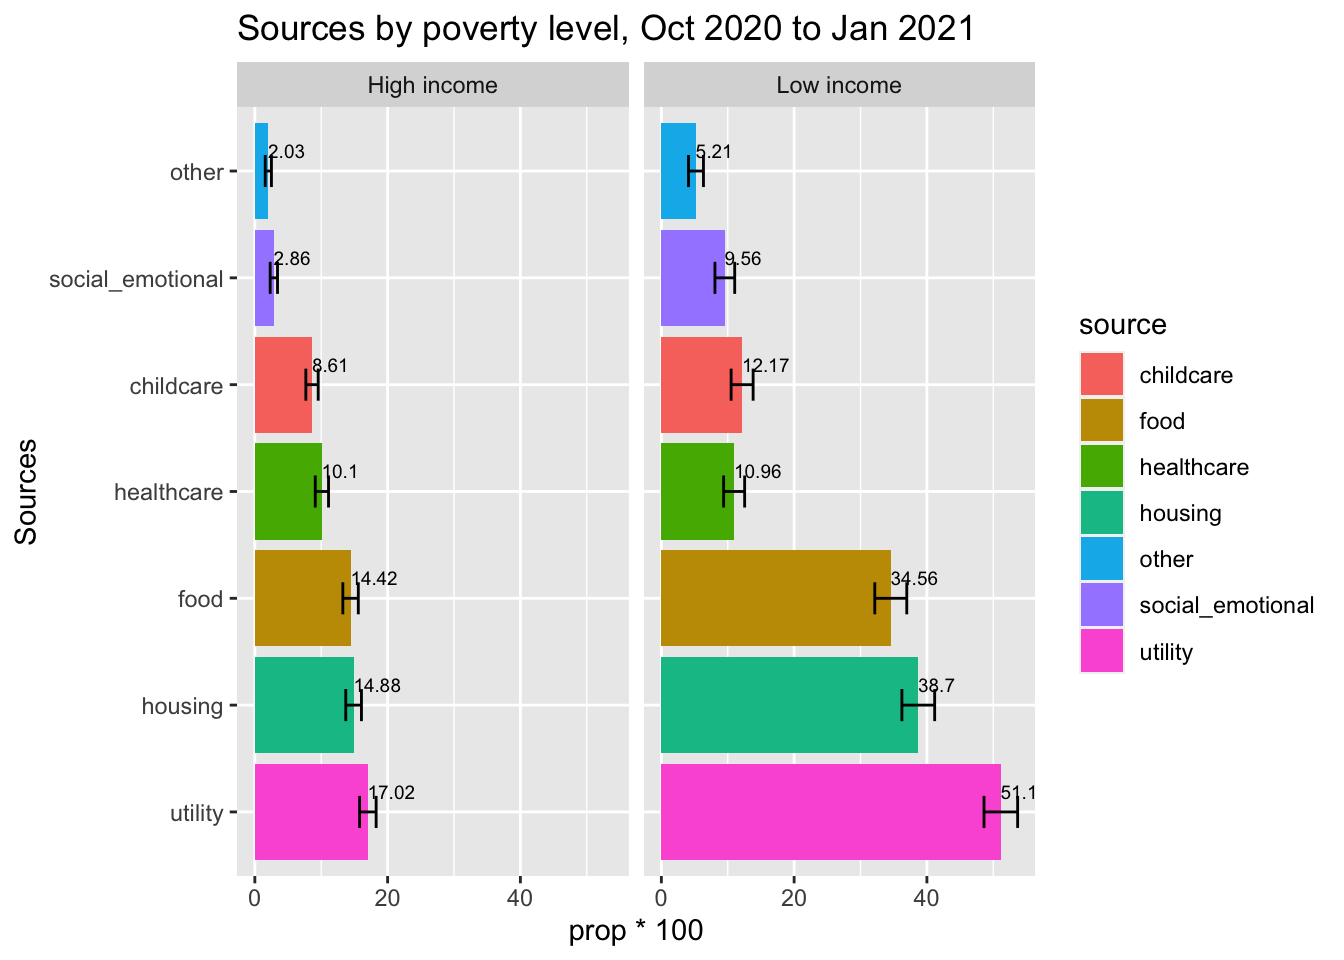 Sources by poverty level, Oct 2020 to Jan 2021
High income
Low income
Sources
other
social_emotional
childcare
healthcare
food
housing
utility
2.03
2.86
8.61
10.1
14.42
14.88
17.02
5.21
9.56
12.17
10.96
34.56
38.7
51.1
0 20 40
0 20 40
prop * 100
source
childcare
food
healthcare
housing
other
social_emotional
utility